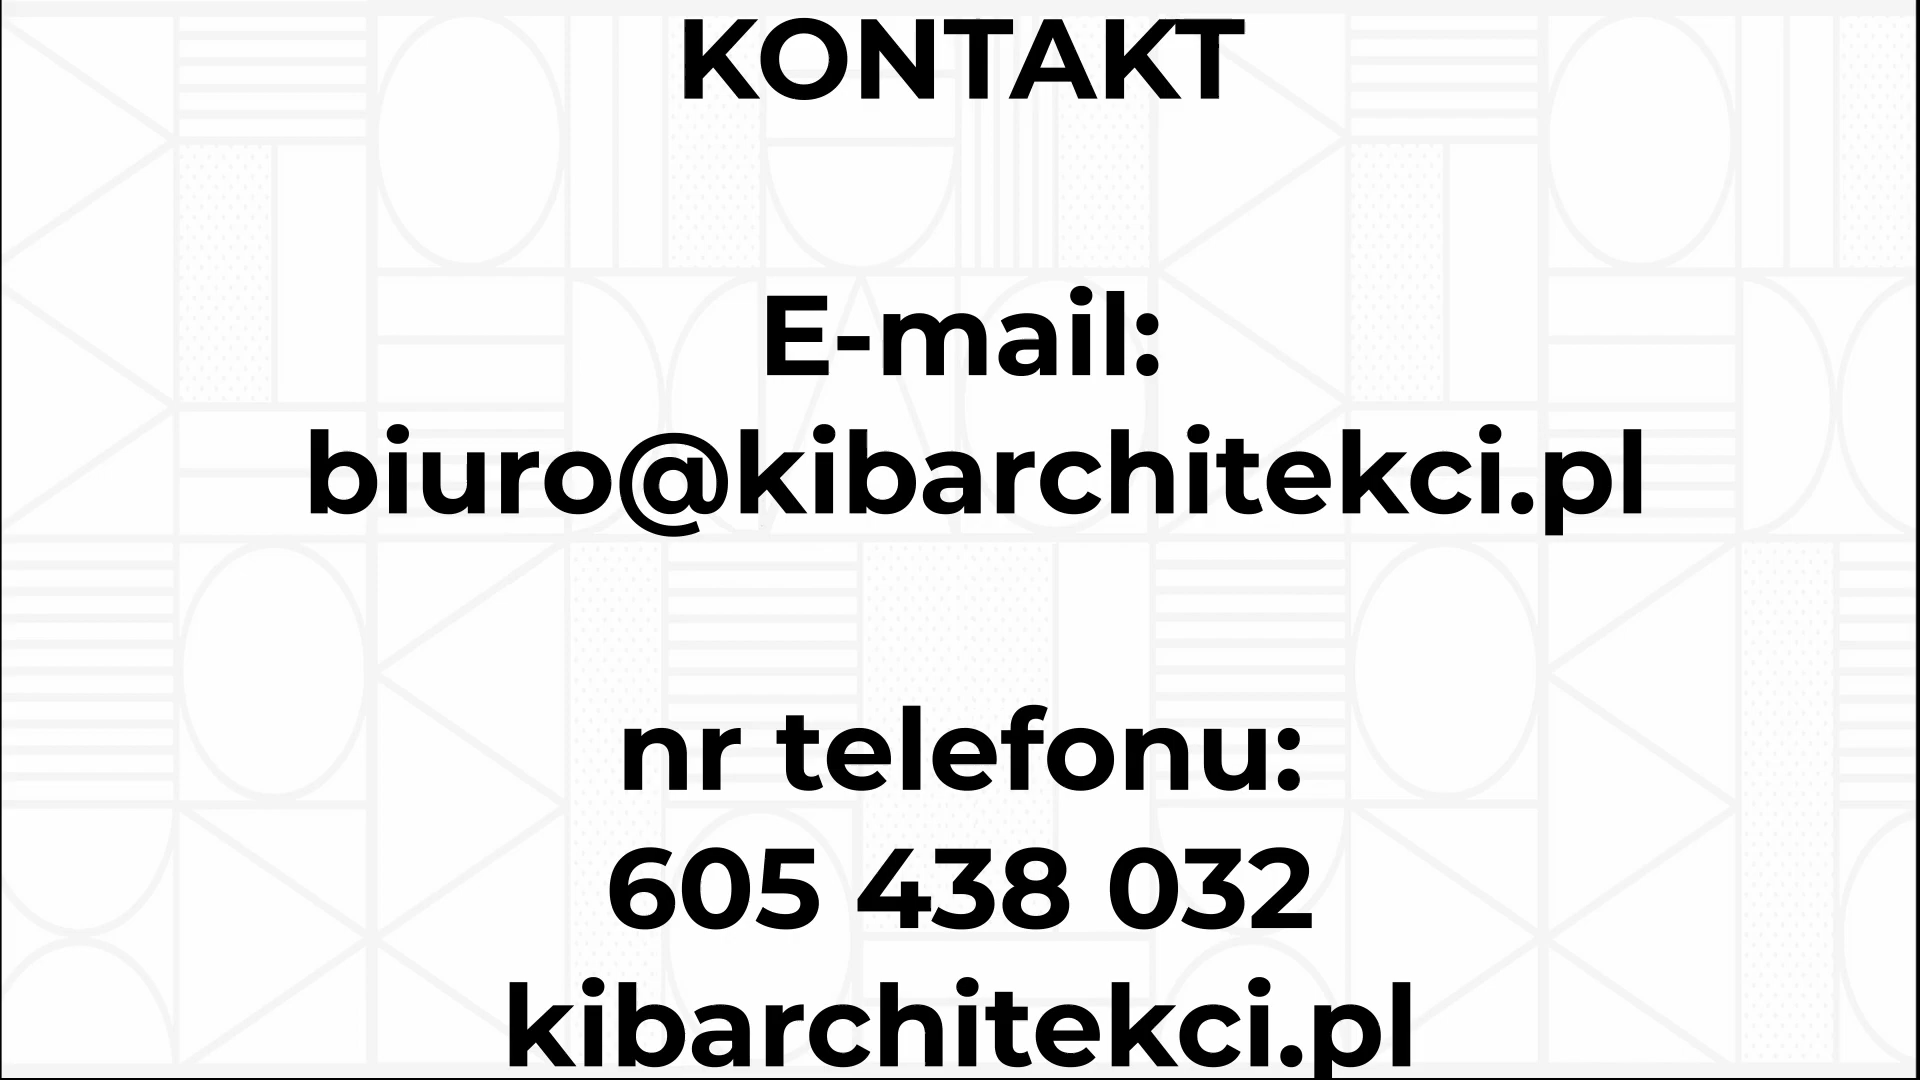 KONTAKT
E-mail:
biuro@kibarchitekci.pl
nr telefonu:
605 438 032
kibarchitekci.pl